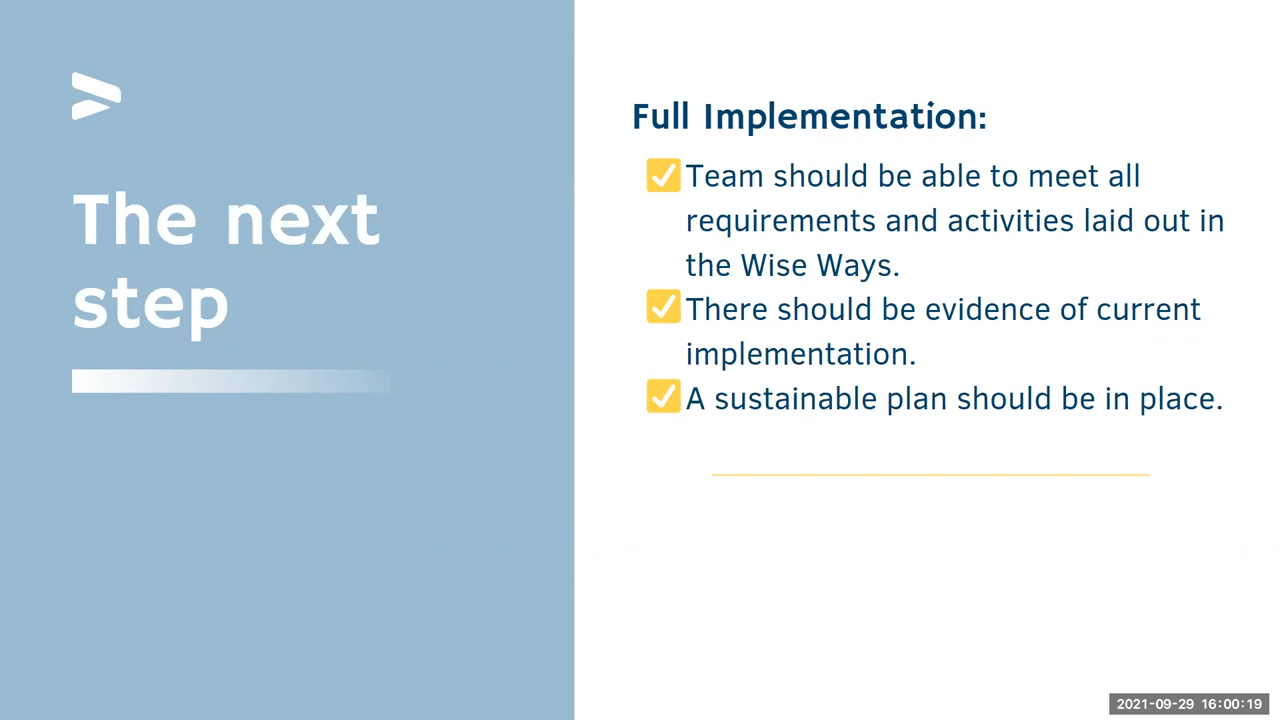 The next
step
Full Implementation:
Team should be able to meet all
requirements and activities laid out in
the Wise Ways.
There should be evidence of current
implementation.
A sustainable plan should be in place.
2021-09-29 16:00:19